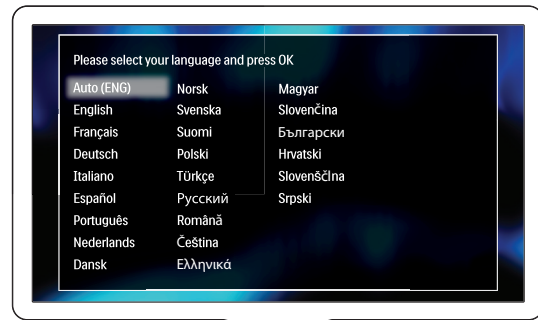 Please select your language and press OK
Auto (ENG)
English
Français
Deutsch
Italiano
Español
Português
Nederlands
Dansk
Norsk
Svenska
Suomi
Polski
Türkçe
Русский
Română
Čeština
Ελληνικά
Magyar
Slovenčina
Български
Hrvatski
SlovenščIna
Srpski